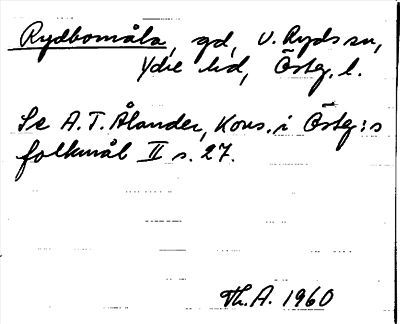 Rydbomåla, gd, V. Ryds sn,
Ydre hd, Östg. l.
Se A. T. Ålander, Kons. i Östg:s
folkmål II s. 27.
Th. A. 1960